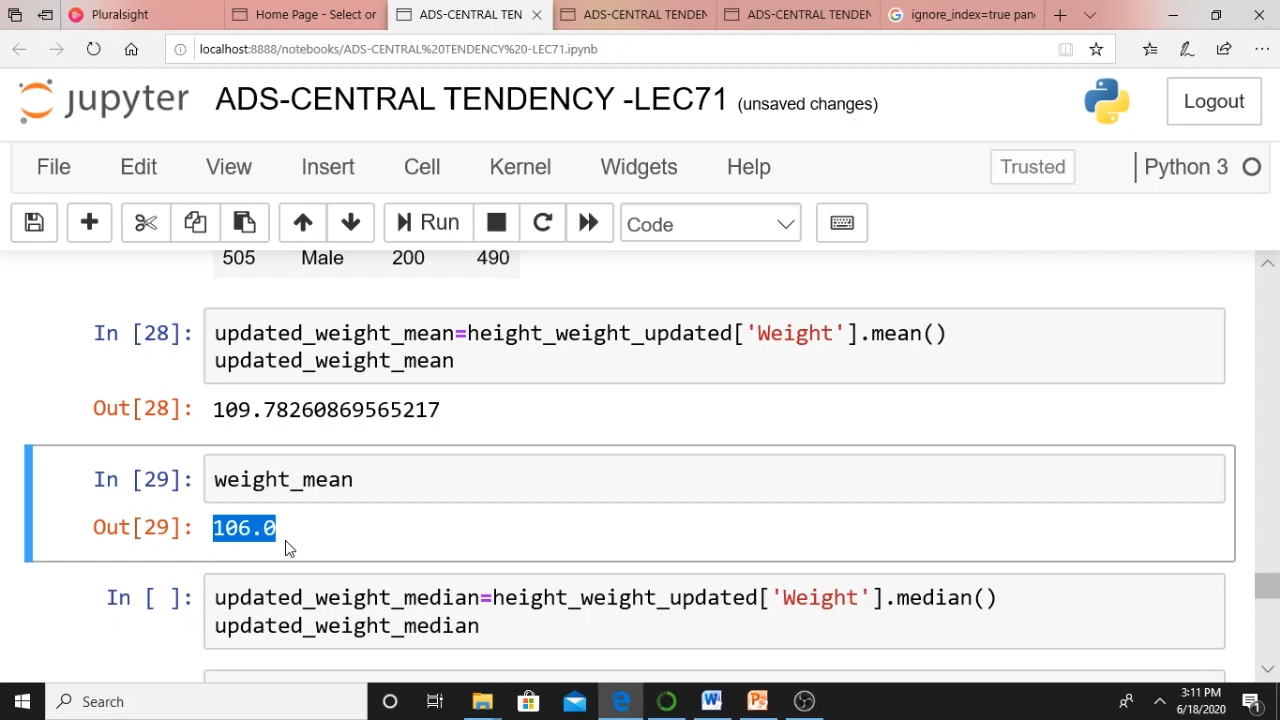 Pluralsight
Home Page - Select or
ADS-CENTRAL TEN
ADS-CENTRAL TENDEN
ADS-CENTRAL TENDEN
ignore_index=true pan
localhost:8888/notebooks/ADS-CENTRAL%20TENDENCY%20-LEC71.ipynb
jupyter ADS-CENTRAL TENDENCY -LEC71 (unsaved changes)
Logout
File Edit View Insert Cell Kernel Widgets Help Trusted Python 3
Run Code
505 Male 200 490
In [28]: updated_weight_mean=height_weight_updated['Weight'].mean()
updated_weight_mean
Out[28]: 109.78260869565217
In [29]: weight_mean
Out[29]: 106.0
In [ ]: updated_weight_median=height_weight_updated['Weight'].median()
updated_weight_median
Search
3:11 PM
6/18/2020
1